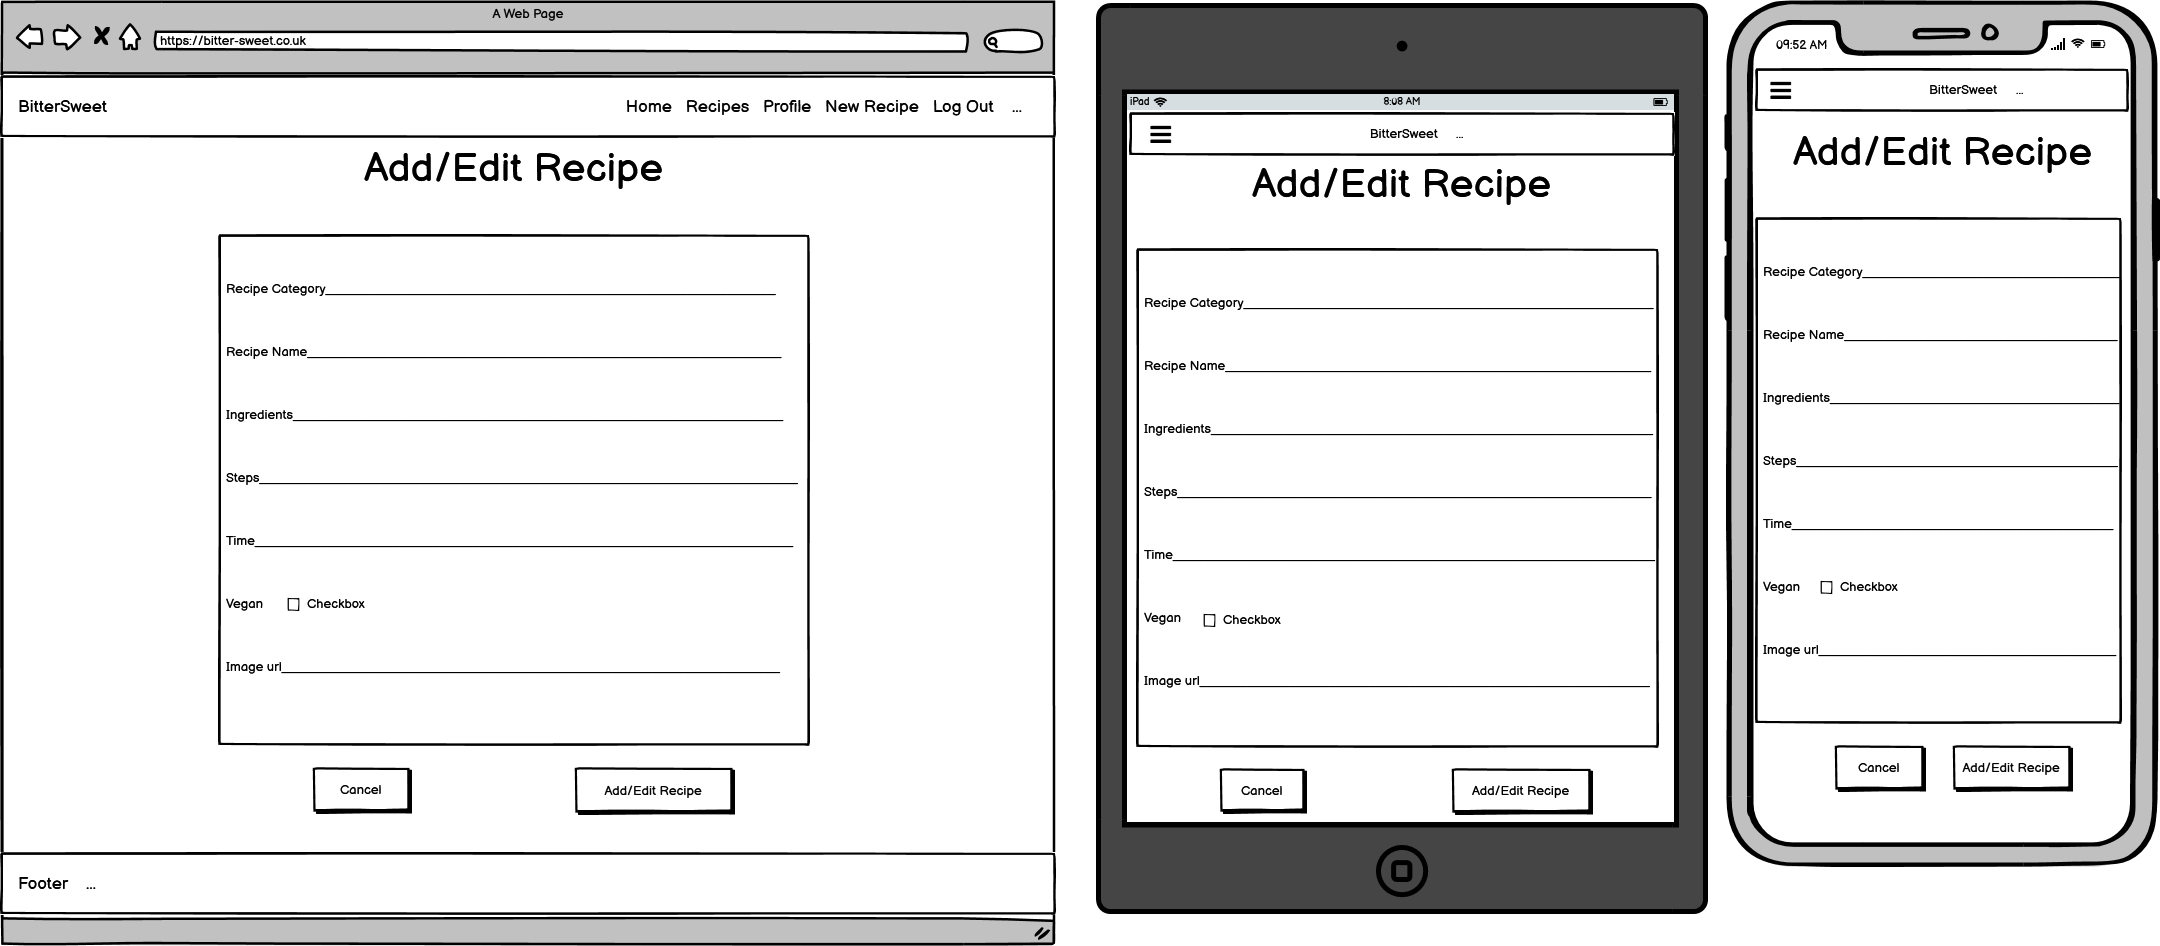 A Web Page
https://bitter-sweet.co.uk
BitterSweet Home Recipes Profile New Recipe Log Out ...
Add/Edit Recipe
Recipe Category
Recipe Name
Ingredients
Steps
Time
Vegan Checkbox
Image url
Cancel Add/Edit Recipe
Footer ...
iPad 8:08 AM
BitterSweet ...
Add/Edit Recipe
Recipe Category
Recipe Name
Ingredients
Steps
Time
Vegan Checkbox
Image url
Cancel Add/Edit Recipe
09:52 AM
BitterSweet ...
Add/Edit Recipe
Recipe Category
Recipe Name
Ingredients
Steps
Time
Vegan Checkbox
Image url
Cancel Add/Edit Recipe